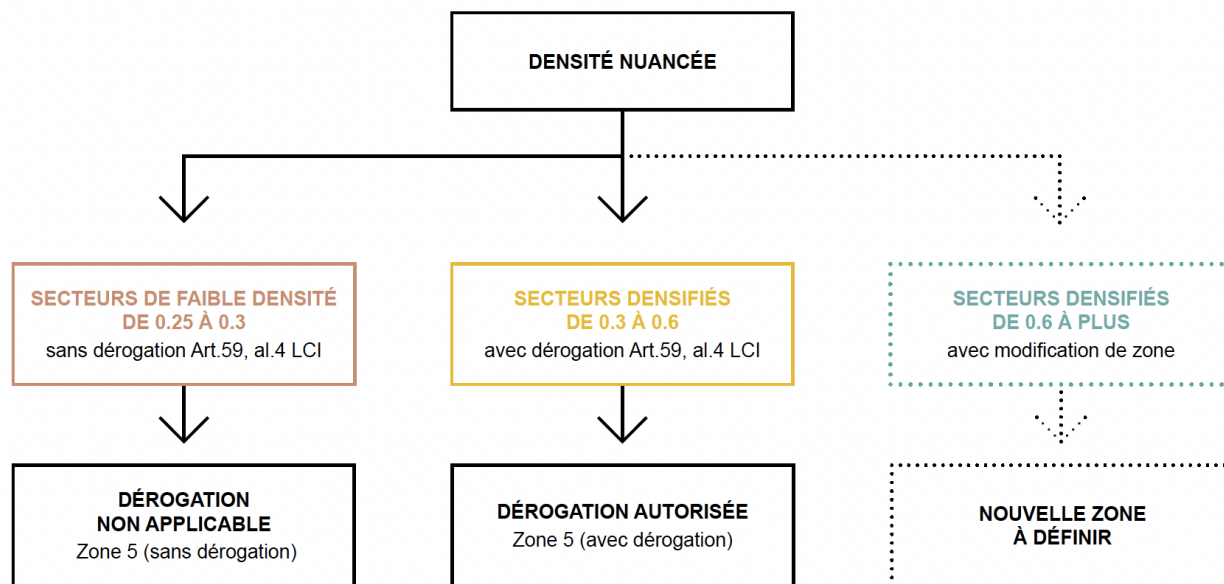 DENSITÉ NUANCÉE
SECTEURS DE FAIBLE DENSITÉ
DE 0.25 À 0.3
sans dérogation Art.59, al.4 LCI
SECTEURS DENSIFIÉS
DE 0.3 À 0.6
avec dérogation Art.59, al.4 LCI
SECTEURS DENSIFIÉS
DE 0.6 À PLUS
avec modification de zone
DÉROGATION
NON APPLICABLE
Zone 5 (sans dérogation)
DÉROGATION AUTORISÉE
Zone 5 (avec dérogation)
NOUVELLE ZONE
À DÉFINIR